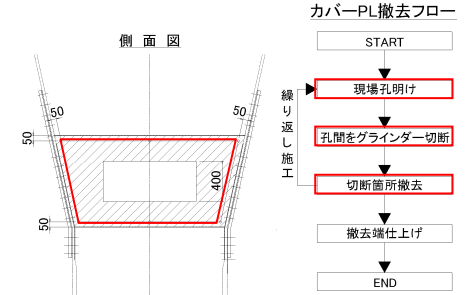 カバーPL撤去フロー
側面図
START
50
50
現場孔明け
繰り返し施工
50
孔間をグラインダー切断
400
切断箇所撤去
50
撤去端仕上げ
END